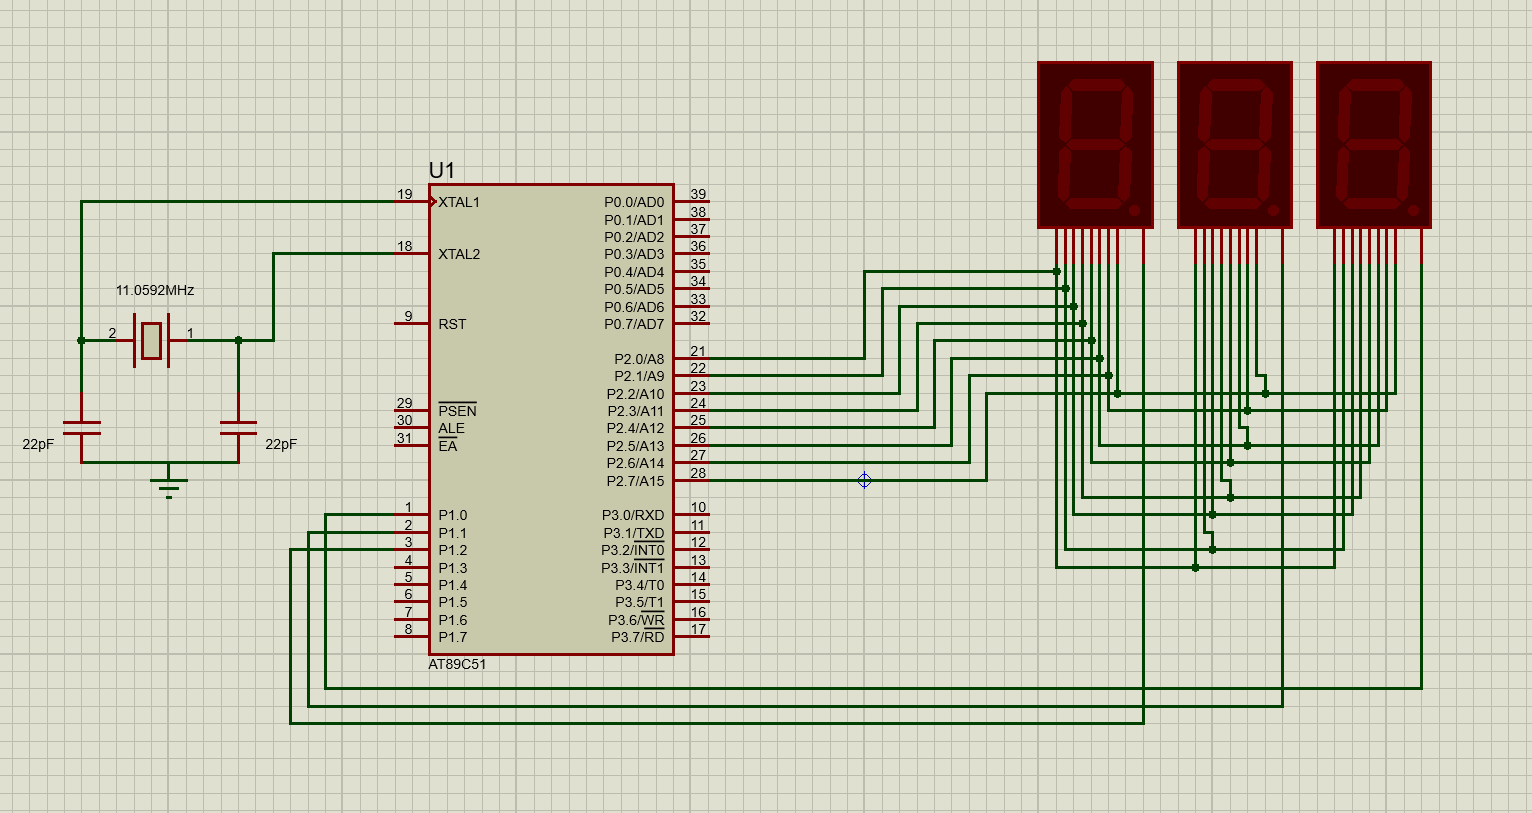 U1
19
XTAL1
18
XTAL2
9
RST
29
PSEN
30
ALE
31
EA
1
P1.0
2
P1.1
3
P1.2
4
P1.3
5
P1.4
6
P1.5
7
P1.6
8
P1.7
P0.0/AD0
39
P0.1/AD1
38
P0.2/AD2
37
P0.3/AD3
36
P0.4/AD4
35
P0.5/AD5
34
P0.6/AD6
33
P0.7/AD7
32
P2.0/A8
21
P2.1/A9
22
P2.2/A10
23
P2.3/A11
24
P2.4/A12
25
P2.5/A13
26
P2.6/A14
27
P2.7/A15
28
P3.0/RXD
10
P3.1/TXD
11
P3.2/INT0
12
P3.3/INT1
13
P3.4/T0
14
P3.5/T1
15
P3.6/WR
16
P3.7/RD
17
AT89C51
11.0592MHz
2
1
22pF
22pF